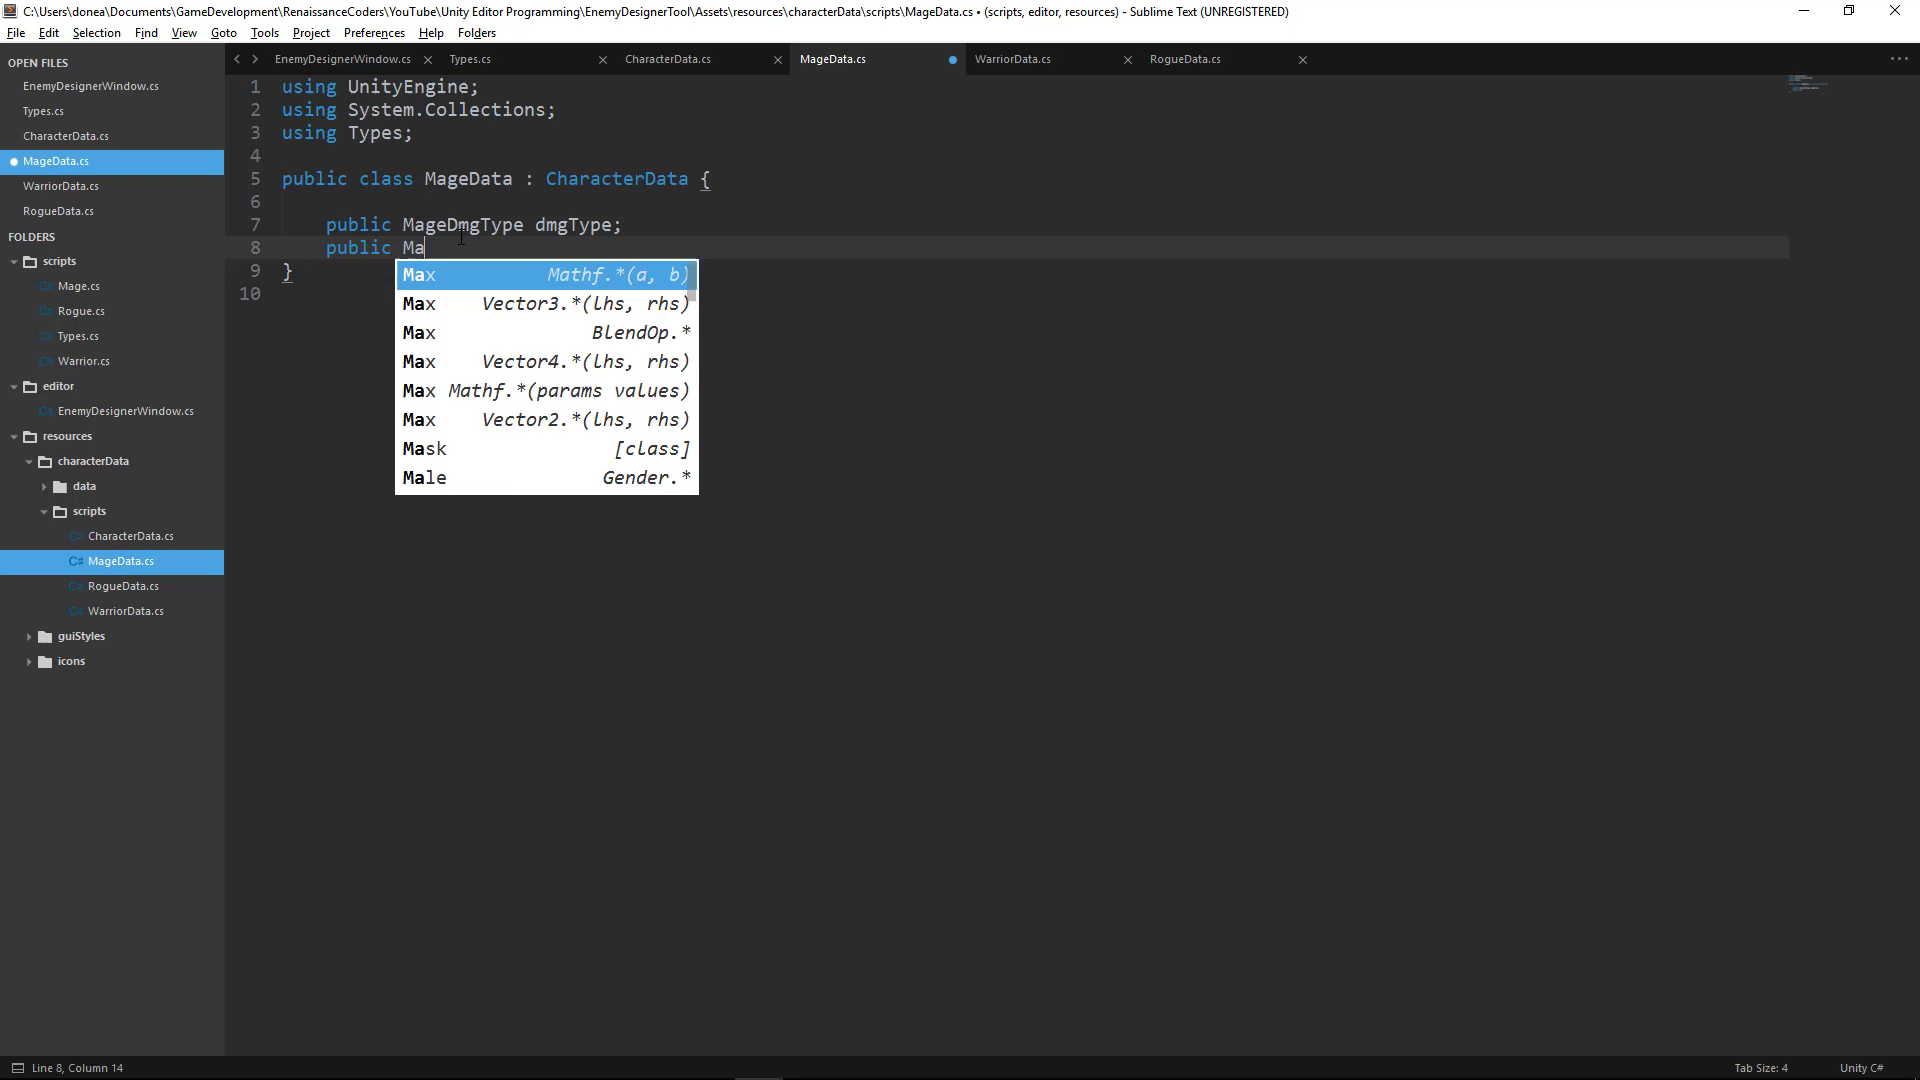 C:\Users\donea\Documents\GameDevelopment\RenaissanceCoders\YouTube\Unity Editor Programming\EnemyDesignerTool\Assets\resources\characterData\scripts\MageData.cs • (scripts, editor, resources) - Sublime Text (UNREGISTERED)
File Edit Selection Find View Goto Tools Project Preferences Help Folders
OPEN FILES
EnemyDesignerWindow.cs
Types.cs
CharacterData.cs
MageData.cs
WarriorData.cs
RogueData.cs
FOLDERS
scripts
Mage.cs
Rogue.cs
Types.cs
Warrior.cs
editor
EnemyDesignerWindow.cs
resources
characterData
data
scripts
CharacterData.cs
MageData.cs
RogueData.cs
WarriorData.cs
guiStyles
icons
EnemyDesignerWindow.cs Types.cs CharacterData.cs MageData.cs WarriorData.cs RogueData.cs
1 using UnityEngine;
2 using System.Collections;
3 using Types;
4
5 public class MageData : CharacterData {
6
7 public MageDmgType dmgType;
8 public Ma
9 }
10
Max Mathf.*(a, b)
Max Vector3.*(lhs, rhs)
Max BlendOp.*
Max Vector4.*(lhs, rhs)
Max Mathf.*(params values)
Max Vector2.*(lhs, rhs)
Mask [class]
Male Gender.*
Line 8, Column 14
Tab Size: 4
Unity C#